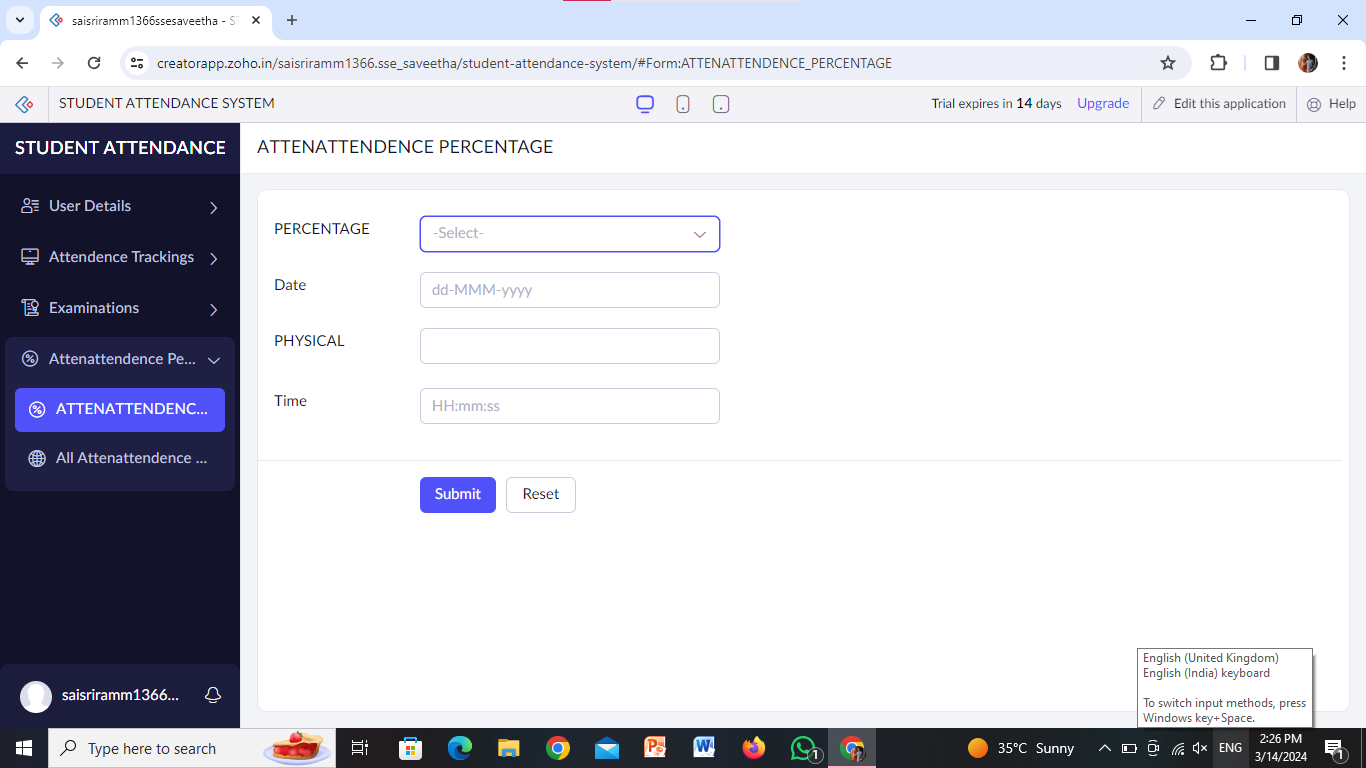 saisriramm1366ssesaveetha - ST
creatorapp.zoho.in/saisriramm1366.sse_saveetha/student-attendance-system/#Form:ATTENATTENDENCE_PERCENTAGE
STUDENT ATTENDANCE SYSTEM
Trial expires in 14 days Upgrade Edit this application Help
STUDENT ATTENDANCE
ATTENATTENDENCE PERCENTAGE
User Details
Attendence Trackings
Examinations
Attenattendence Pe...
ATTENATTENDENC...
All Attenattendence ...
PERCENTAGE -Select-
Date dd-MMM-yyyy
PHYSICAL
Time HH:mm:ss
Submit Reset
saisriramm1366...
English (United Kingdom)
English (India) keyboard
To switch input methods, press
Windows key+Space.
Type here to search
1
35°C Sunny
ENG
2:26 PM
3/14/2024
1